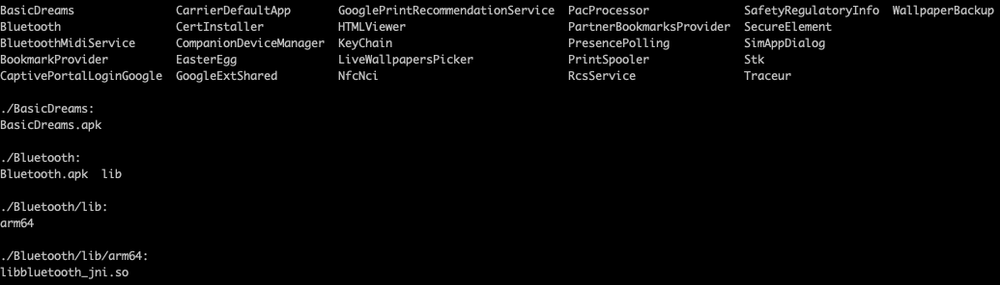 BasicDreams CarrierDefaultApp GooglePrintRecommendationService PacProcessor SafetyRegulatoryInfo WallpaperBackup
Bluetooth CertInstaller HTMLViewer PartnerBookmarksProvider SecureElement
BluetoothMidiService CompanionDeviceManager KeyChain PresencePolling SimAppDialog
BookmarkProvider EasterEgg LiveWallpapersPicker PrintSpooler Stk
CaptivePortalLoginGoogle GoogleExtShared NfcNci RcsService Traceur
./BasicDreams:
BasicDreams.apk
./Bluetooth:
Bluetooth.apk lib
./Bluetooth/lib:
arm64
./Bluetooth/lib/arm64:
libbluetooth_jni.so